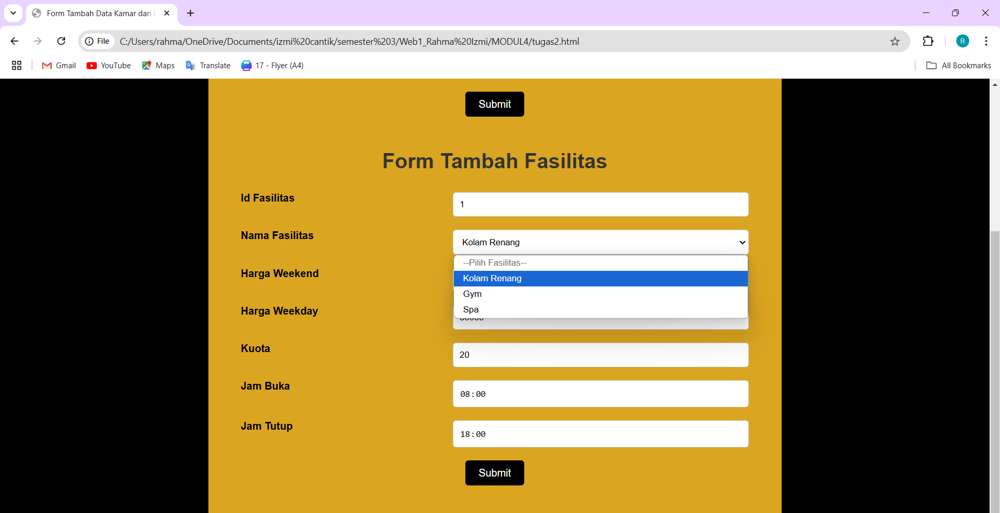 Form Tambah Data Kamar dan
File C:/Users/rahma/OneDrive/Documents/izmi%20cantik/semester%203/Web1_Rahma%20Izmi/MODUL4/tugas2.html
R
Gmail YouTube Maps Translate 17 - Flyer (A4) All Bookmarks
Submit
Form Tambah Fasilitas
Id Fasilitas 1
Nama Fasilitas Kolam Renang
--Pilih Fasilitas--
Harga Weekend Kolam Renang
Gym
Harga Weekday Spa
Kuota 20
Jam Buka 08:00
Jam Tutup 18:00
Submit